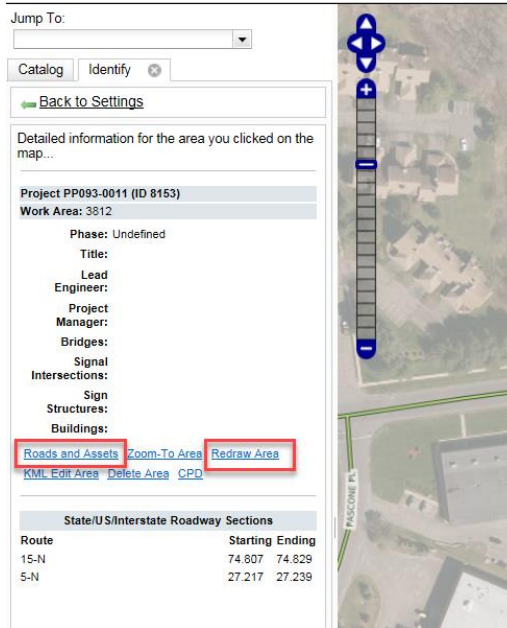 Jump To:
Catalog Identify
Back to Settings
Detailed information for the area you clicked on the
map...
Project PP093-0011 (ID 8153)
Work Area: 3812
Phase: Undefined
Title:
Lead
Engineer:
Project
Manager:
Bridges:
Signal
Intersections:
Sign
Structures:
Buildings:
Roads and Assets Zoom-To Area Redraw Area
KML Edit Area Delete Area CPD
State/US/Interstate Roadway Sections
Route Starting Ending
15-N 74.807 74.829
5-N 27.217 27.239
PASCONE PL